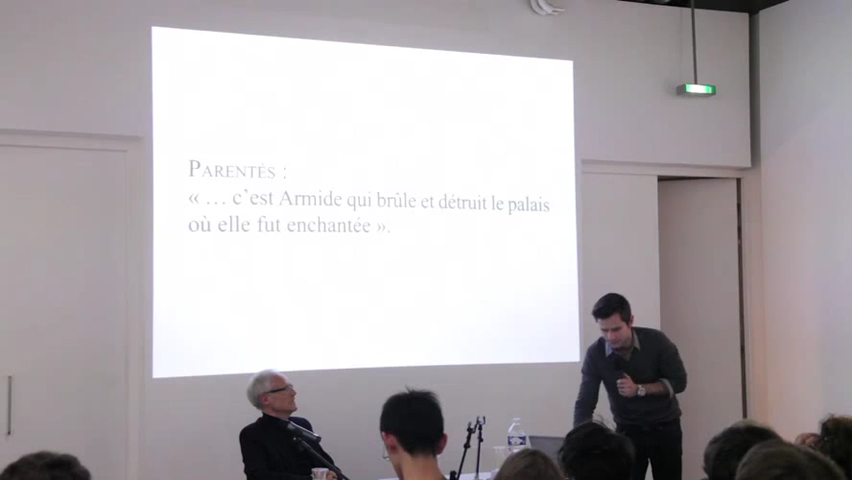 PARENTÉS :
« … c’est Armide qui brûle et détruit le palais
où elle fut enchantée ».